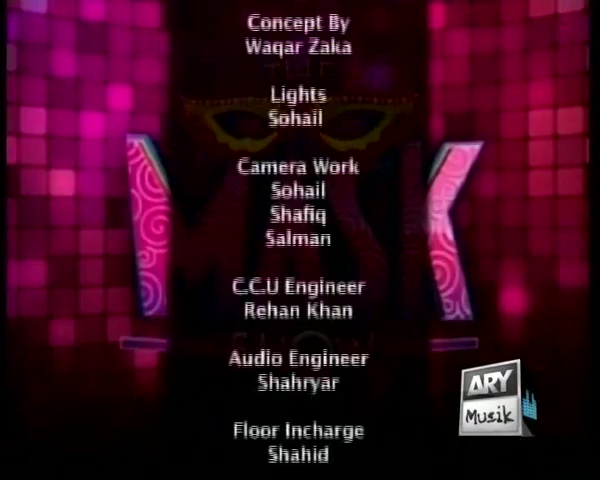 Concept By
Waqar Zaka
Lights
Sohail
Camera Work
Sohail
Shafiq
Salman
C.C.U Engineer
Rehan Khan
Audio Engineer
Shahryar
Floor Incharge
Shahid
MASK
ARY
Musik